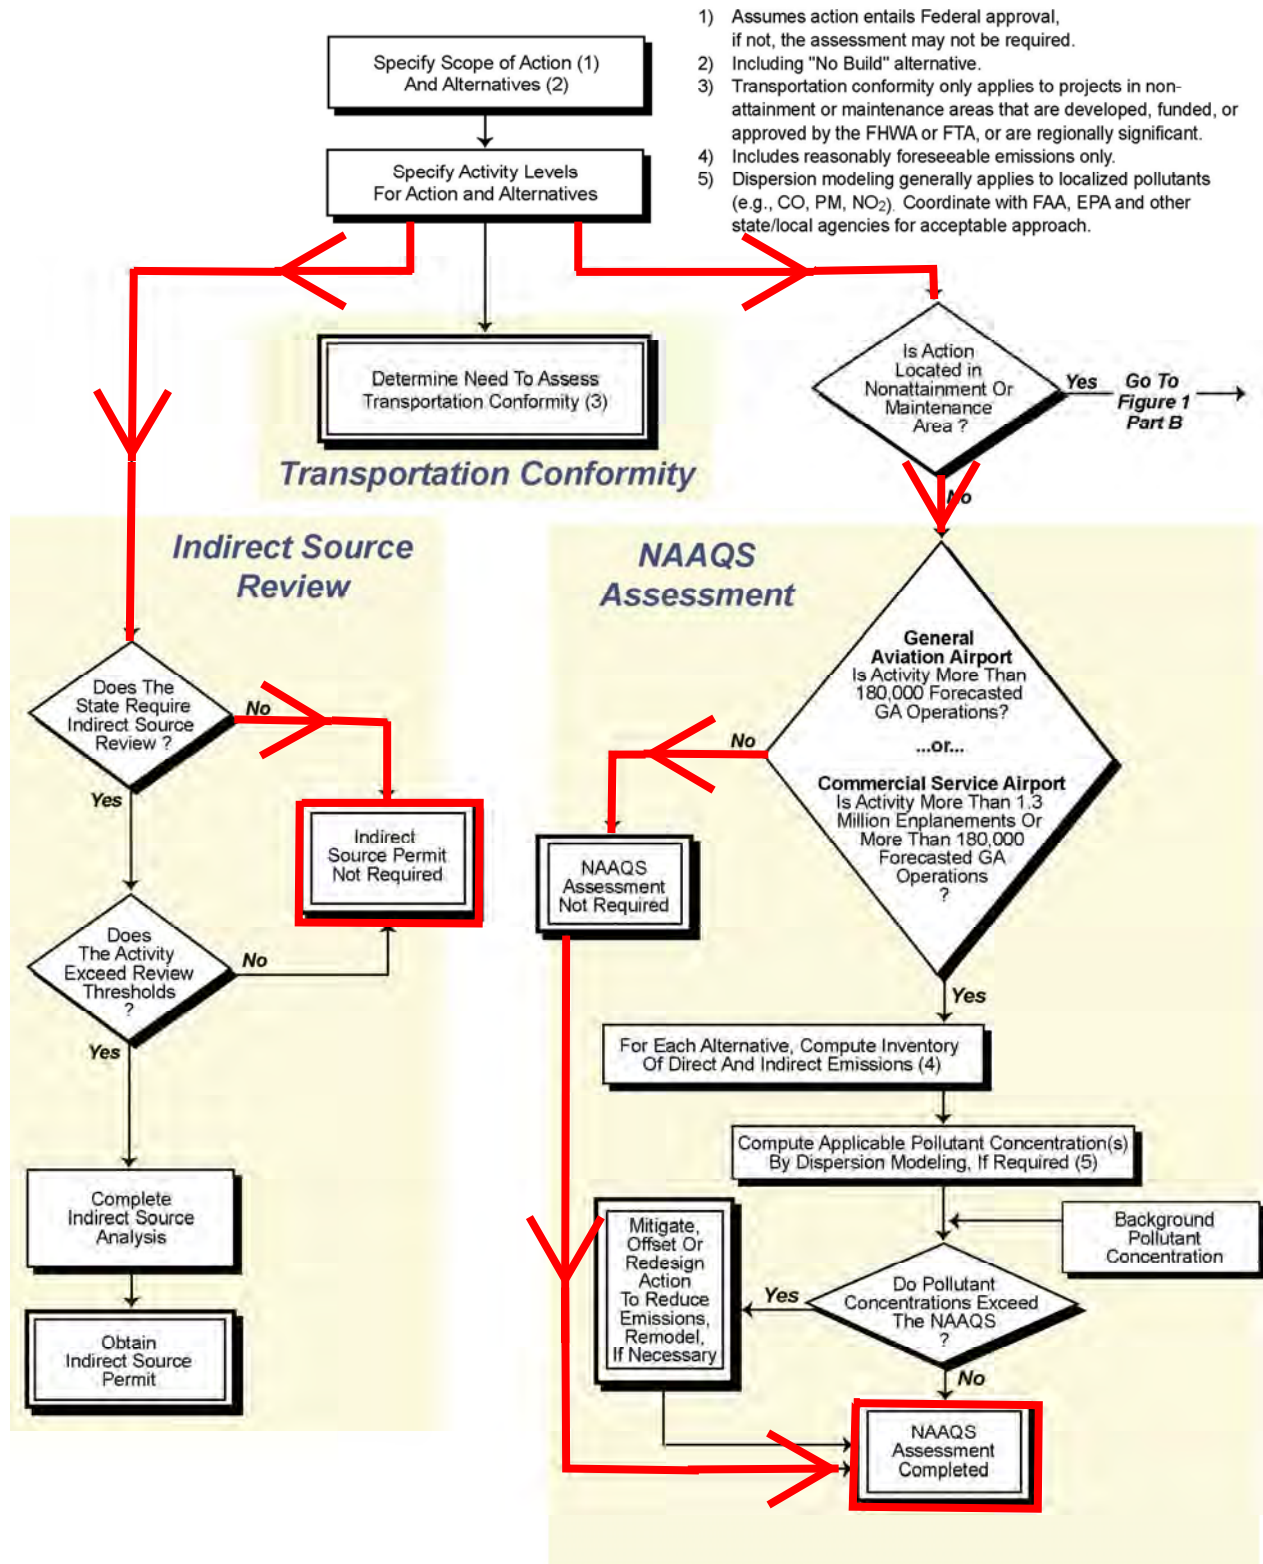 1) Assumes action entails Federal approval,
if not, the assessment may not be required.
2) Including "No Build" alternative.
3) Transportation conformity only applies to projects in non-
attainment or maintenance areas that are developed, funded, or
approved by the FHWA or FTA, or are regionally significant.
4) Includes reasonably foreseeable emissions only.
5) Dispersion modeling generally applies to localized pollutants
(e.g., CO, PM, NO2). Coordinate with FAA, EPA and other
state/local agencies for acceptable approach.
Specify Scope of Action (1)
And Alternatives (2)
Specify Activity Levels
For Action and Alternatives
Determine Need To Assess
Transportation Conformity (3)
Transportation Conformity
Is Action
Located in
Nonattainment Or
Maintenance
Area ?
Yes
Go To
Figure 1
Part B
No
Indirect Source
Review
Does The
State Require
Indirect Source
Review ?
No
Yes
Indirect
Source Permit
Not Required
Does
The Activity
Exceed Review
Thresholds
?
No
Yes
Complete
Indirect Source
Analysis
Obtain
Indirect Source
Permit
NAAQS
Assessment
General
Aviation Airport
Is Activity More Than
180,000 Forecasted
GA Operations?
...or...
Commercial Service Airport
Is Activity More Than 1.3
Million Enplanements Or
More Than 180,000
Forecasted GA
Operations
?
No
NAAQS
Assessment
Not Required
Yes
For Each Alternative, Compute Inventory
Of Direct And Indirect Emissions (4)
Compute Applicable Pollutant Concentration(s)
By Dispersion Modeling, If Required (5)
Background
Pollutant
Concentration
Do Pollutant
Concentrations Exceed
The NAAQS
?
Yes
Mitigate,
Offset Or
Redesign
Action
To Reduce
Emissions,
Remodel,
If Necessary
No
NAAQS
Assessment
Completed